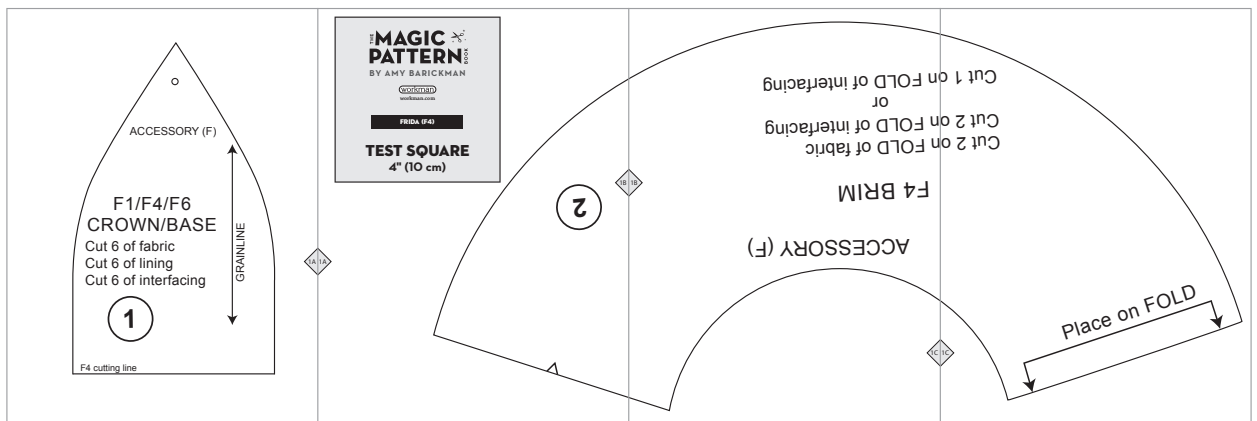 ACCESSORY (F)
F1/F4/F6
CROWN/BASE
Cut 6 of fabric
Cut 6 of lining
Cut 6 of interfacing
1
GRAINLINE
F4 cutting line
1A 1A
THE
MAGIC
PATTERN
BOOK
BY AMY BARICKMAN
workman
workman.com
FRIDA (F4)
TEST SQUARE
4" (10 cm)
1B 1B
ACCESSORY (F)
F4 BRIM
Cut 2 on FOLD of fabric
Cut 2 on FOLD of interfacing
or
Cut 1 on FOLD of interfacing
2
1C 1C
Place on FOLD